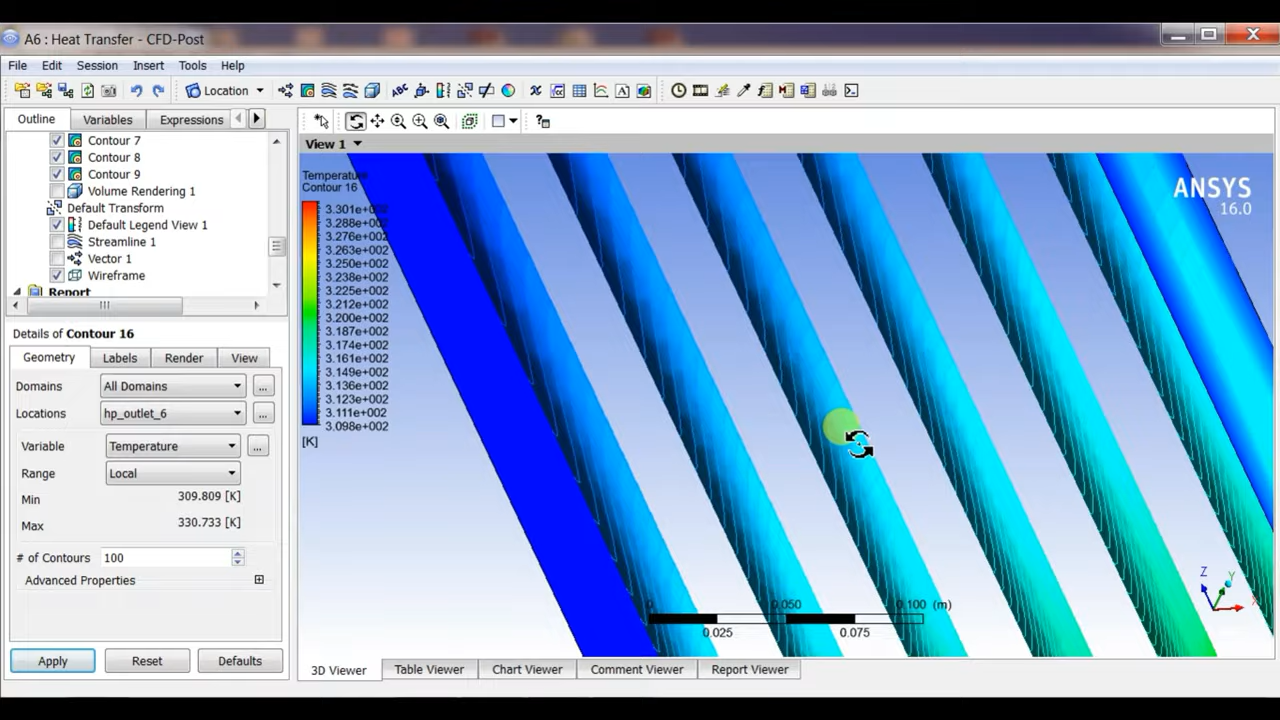 A6 : Heat Transfer - CFD-Post
File Edit Session Insert Tools Help
Location
Outline Variables Expressions
Contour 7
Contour 8
Contour 9
Volume Rendering 1
Default Transform
Default Legend View 1
Streamline 1
Vector 1
Wireframe
Report
Details of Contour 16
Geometry Labels Render View
Domains All Domains ...
Locations hp_outlet_6 ...
Variable Temperature ...
Range Local
Min 309.809 [K]
Max 330.733 [K]
# of Contours 100
Advanced Properties
Apply Reset Defaults
View 1
Temperature
Contour 16
3.301e+002
3.288e+002
3.276e+002
3.263e+002
3.250e+002
3.238e+002
3.225e+002
3.212e+002
3.200e+002
3.187e+002
3.174e+002
3.161e+002
3.149e+002
3.136e+002
3.123e+002
3.111e+002
3.098e+002
[K]
ANSYS
16.0
0 0.050 0.100 (m)
0.025 0.075
Z Y X
3D Viewer Table Viewer Chart Viewer Comment Viewer Report Viewer